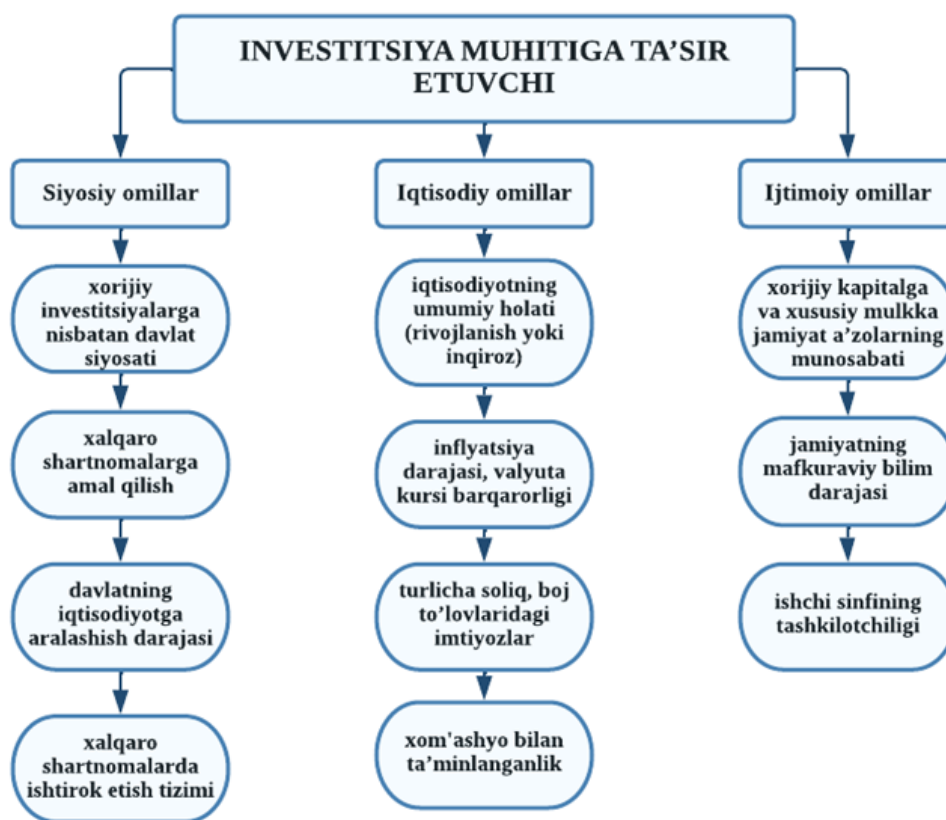 INVESTITSIYA MUHITIGA TA’SIR
ETUVCHI
Siyosiy omillar
xorijiy
investitsiyalarga
nisbatan davlat
siyosati
xalqaro
shartnomalarga
amal qilish
davlatning
iqtisodiyotga
aralashish darajasi
xalqaro
shartnomalarda
ishtirok etish tizimi
Iqtisodiy omillar
iqtisodiyotning
umumiy holati
(rivojlanish yoki
inqiroz)
inflyatsiya
darajasi, valyuta
kursi barqarorligi
turlicha soliq, boj
to’lovlaridagi
imtiyozlar
xom'ashyo bilan
ta’minlanganlik
Ijtimoiy omillar
xorijiy kapitalga
va xususiy mulkka
jamiyat a’zolarning
munosabati
jamiyatning
mafkuraviy bilim
darajasi
ishchi sinfining
tashkilotchiligi